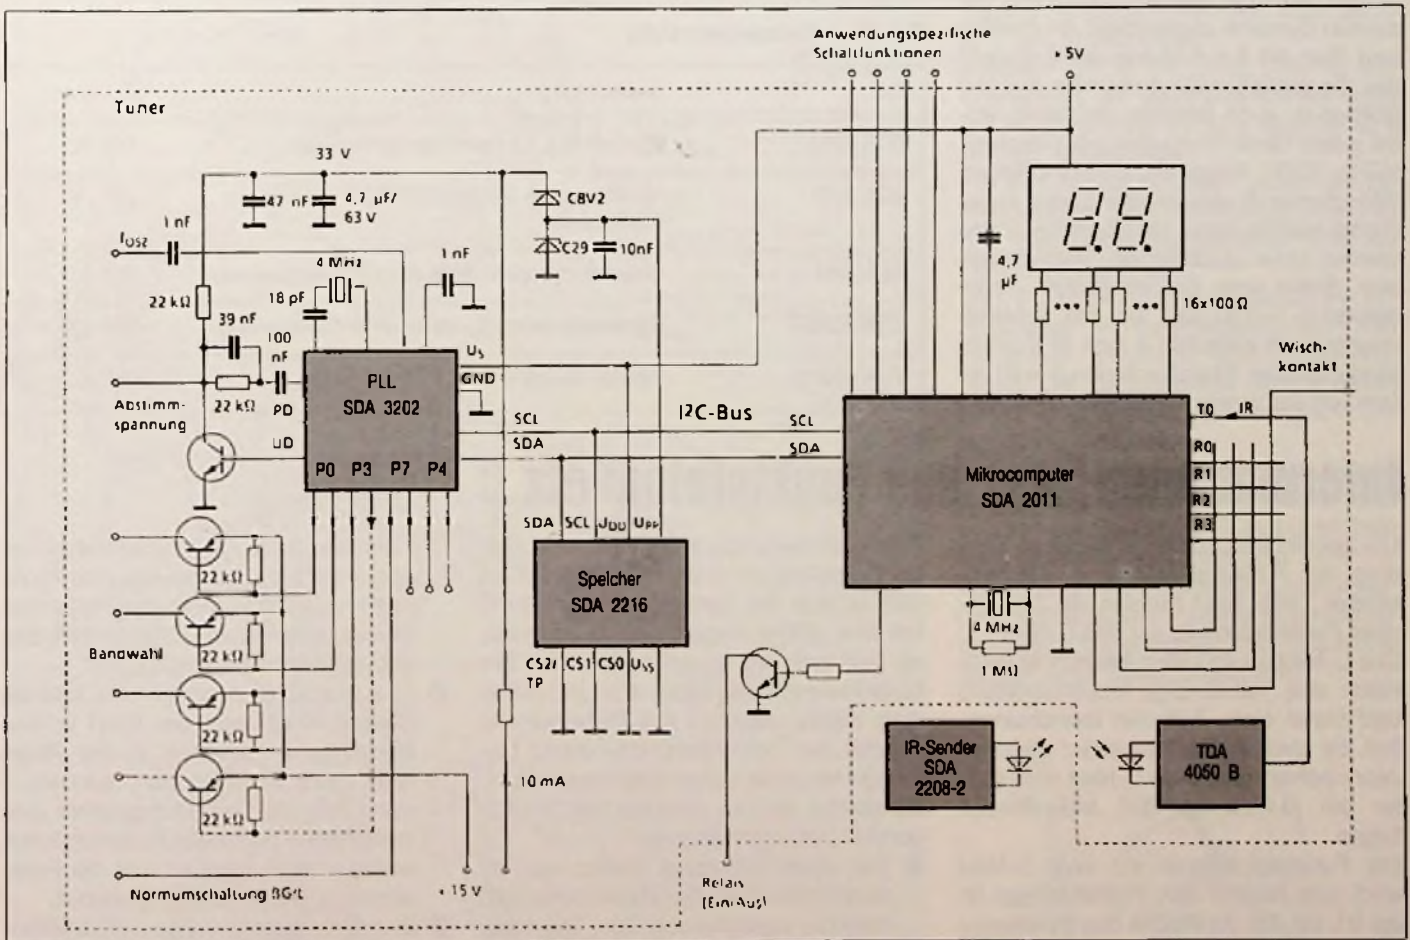 Anwendungsspezifische
Schaltfunktionen
+ 5V
Tuner
33 V
47 nF
4,7 µF/
63 V
C8V2
C29
10nF
1 nF
fosz
4 MHz
1 nF
18 pF
22 kΩ
39 nF
100
nF
4,7
µF
16x100 Ω
Wisch-
kontakt
Us
GND
PLL
SDA 3202
22 kΩ
PD
Abstimm-
spannung
UD
P0 P3 P7 P4
SCL
SDA
I²C-Bus
SCL
SDA
Mikrocomputer
SDA 2011
T0
IR
R0
R1
R2
R3
SDA SCL UDD UPP
Speicher
SDA 2216
CS2/
TP
CS1 CS0 USS
22 kΩ
22 kΩ
Bandwahl
22 kΩ
22 kΩ
4 MHz
1 MΩ
10 mA
IR-Sender
SDA
2208-2
TDA
4050 B
Normumschaltung BG/L
+ 15 V
Relais
(Ein/Aus)